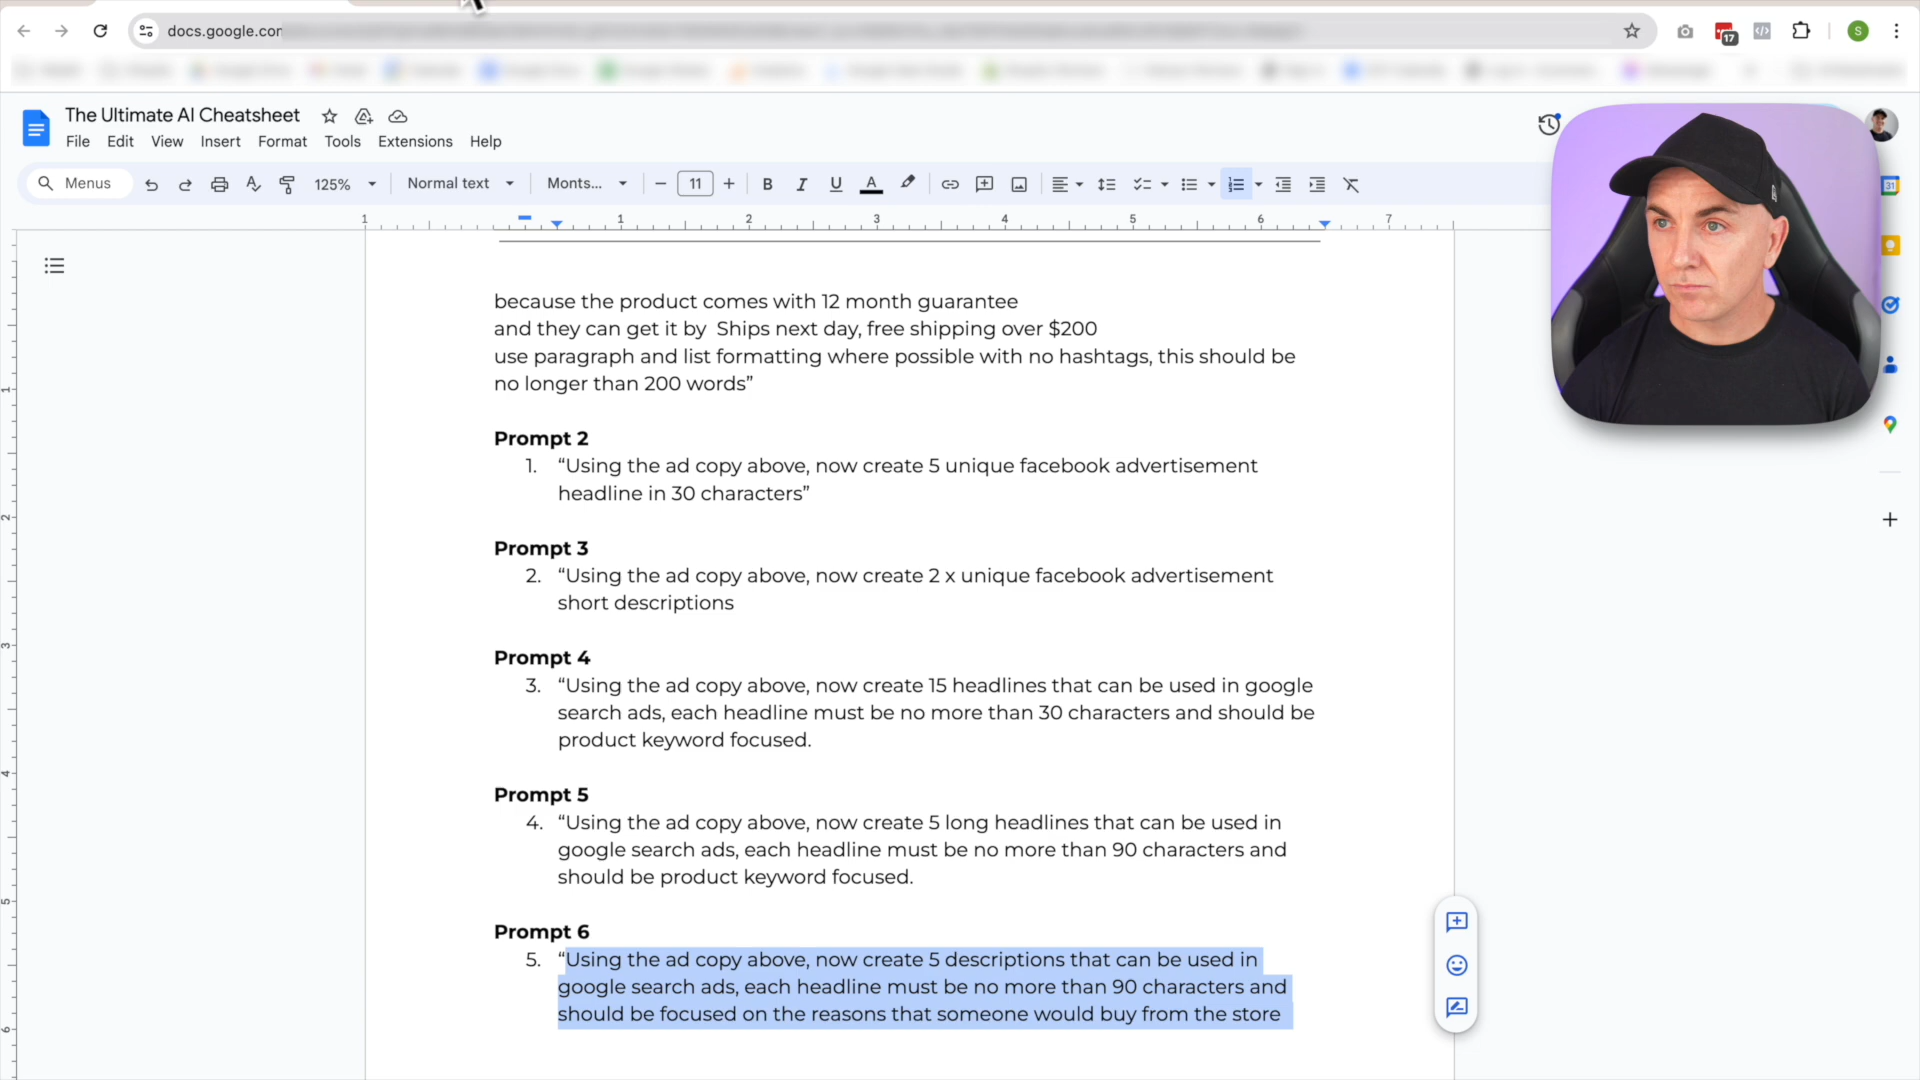 docs.google.com
The Ultimate AI Cheatsheet
File Edit View Insert Format Tools Extensions Help
Menus 125% Normal text Monts... 11
17
S
31
1 1 2 3 4 5 6 7
because the product comes with 12 month guarantee
and they can get it by  Ships next day, free shipping over $200
use paragraph and list formatting where possible with no hashtags, this should be
no longer than 200 words”
Prompt 2
1. “Using the ad copy above, now create 5 unique facebook advertisement
headline in 30 characters”
Prompt 3
2. “Using the ad copy above, now create 2 x unique facebook advertisement
short descriptions
Prompt 4
3. “Using the ad copy above, now create 15 headlines that can be used in google
search ads, each headline must be no more than 30 characters and should be
product keyword focused.
Prompt 5
4. “Using the ad copy above, now create 5 long headlines that can be used in
google search ads, each headline must be no more than 90 characters and
should be product keyword focused.
Prompt 6
5. “Using the ad copy above, now create 5 descriptions that can be used in
google search ads, each headline must be no more than 90 characters and
should be focused on the reasons that someone would buy from the store